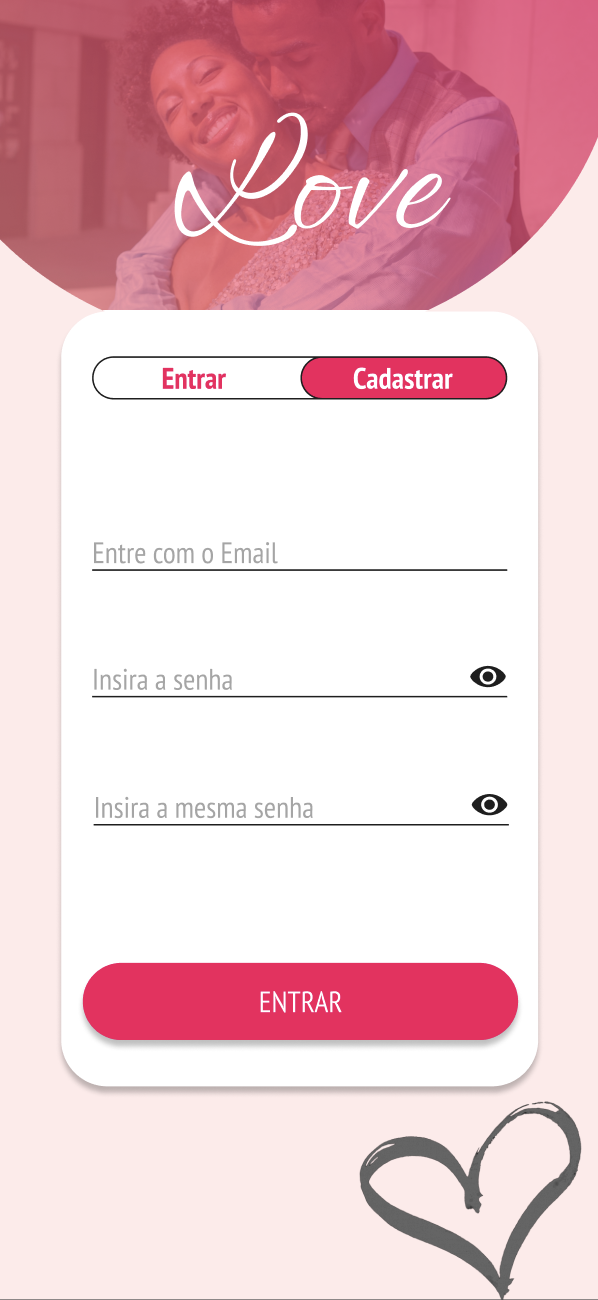 Love
Entrar Cadastrar
Entre com o Email
Insira a senha
Insira a mesma senha
ENTRAR